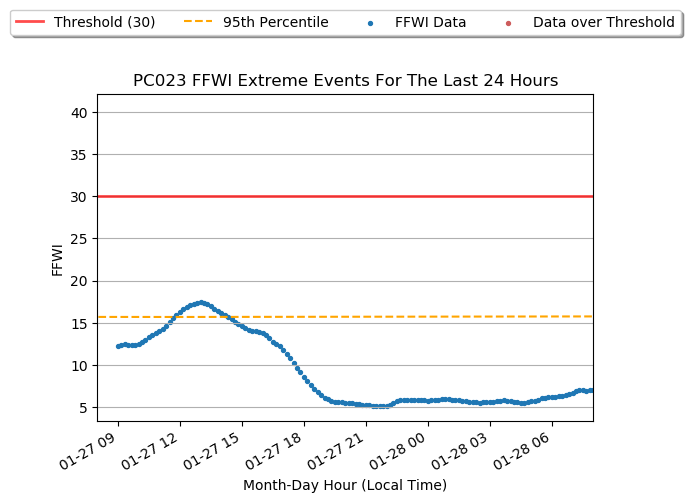 Threshold (30) 95th Percentile FFWI Data Data over Threshold
PC023 FFWI Extreme Events For The Last 24 Hours
40
35
30
25
20
15
10
5
FFWI
01-27 09 01-27 12 01-27 15 01-27 18 01-27 21 01-28 00 01-28 03 01-28 06
Month-Day Hour (Local Time)